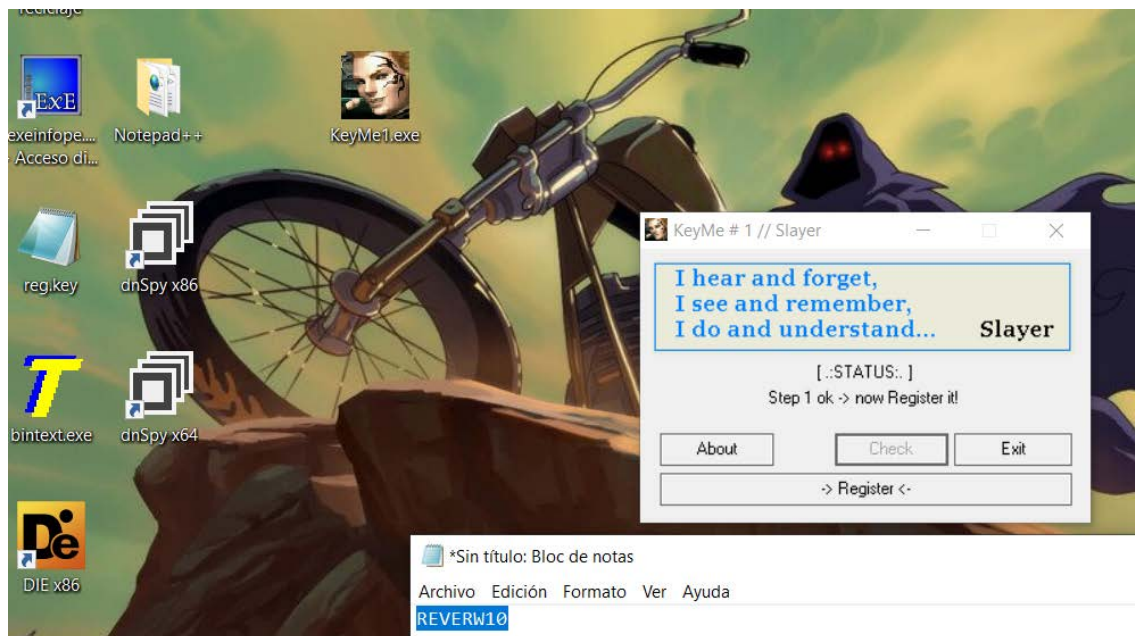 reciclaje
ExE
exeinfope....
- Acceso di...
Notepad++
KeyMe1.exe
reg.key
dnSpy x86
bintext.exe
dnSpy x64
De
DIE x86
KeyMe # 1 // Slayer
I hear and forget,
I see and remember,
I do and understand...
Slayer
[ .:STATUS:. ]
Step 1 ok -> now Register it!
About
Check
Exit
-> Register <-
*Sin título: Bloc de notas
Archivo Edición Formato Ver Ayuda
REVERW10